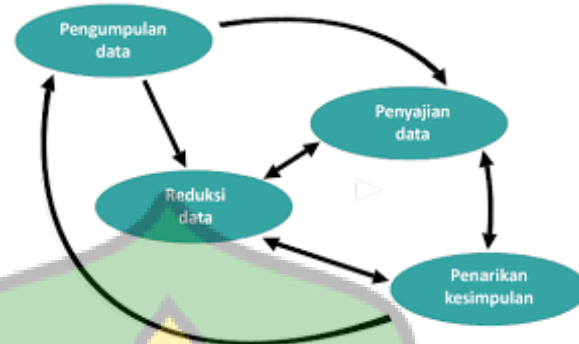 Pengumpulan
data
Penyajian
data
Reduksi
data
Penarikan
kesimpulan